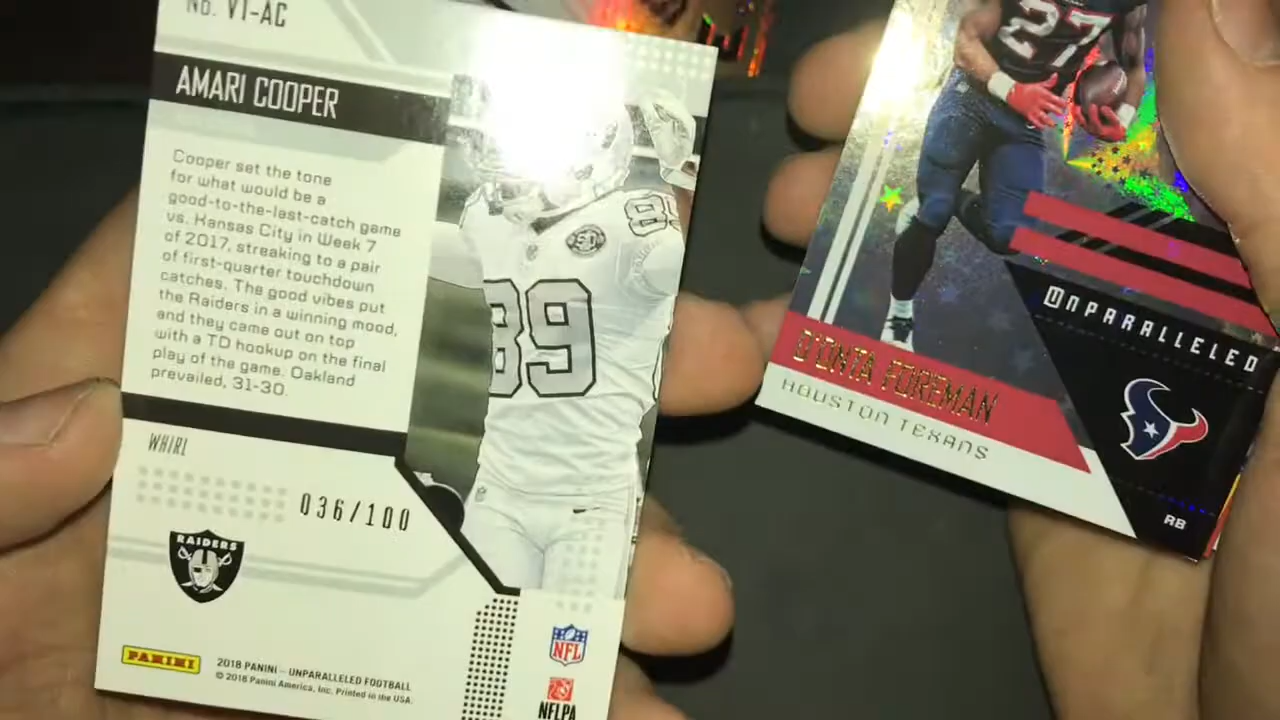 No. VT-AC
AMARI COOPER
Cooper set the tone
for what would be a
good-to-the-last-catch game
vs. Kansas City in Week 7
of 2017, streaking to a pair
of first-quarter touchdown
catches. The good vibes put
the Raiders in a winning mood,
and they came out on top
with a TD hookup on the final
play of the game. Oakland
prevailed, 31-30.
WHIRL
036/100
RAIDERS
PANINI
2018 PANINI – UNPARALLELED FOOTBALL
© 2018 Panini America, Inc. Printed in the USA.
NFL
NFLPA
89
89
27
UNPARALLELED
D'ONTA FOREMAN
HOUSTON TEXANS
RB